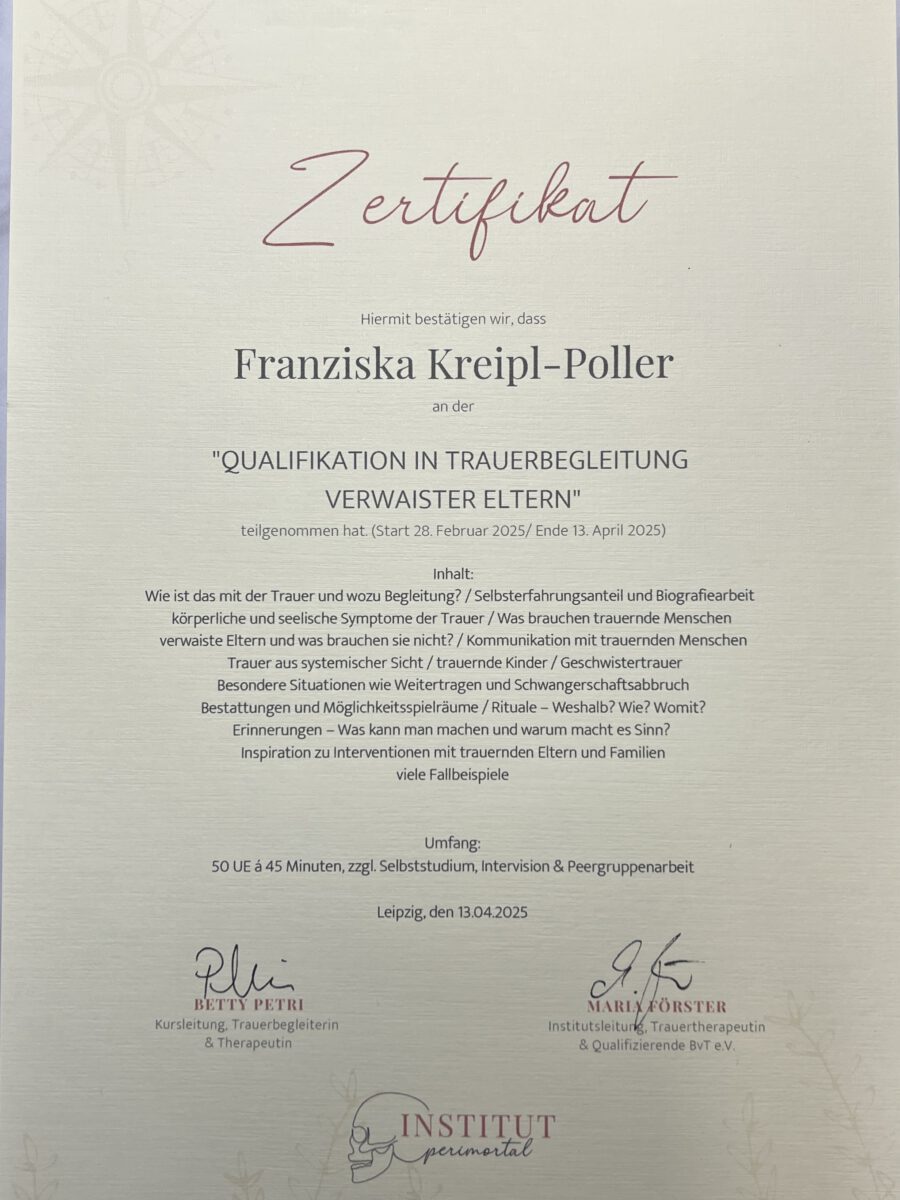 Zertifikat
Hiermit bestätigen wir, dass
Franziska Kreipl-Poller
an der
"QUALIFIKATION IN TRAUERBEGLEITUNG
VERWAISTER ELTERN"
teilgenommen hat. (Start 28. Februar 2025/ Ende 13. April 2025)
Inhalt:
Wie ist das mit der Trauer und wozu Begleitung? / Selbsterfahrungsanteil und Biografiearbeit
körperliche und seelische Symptome der Trauer / Was brauchen trauernde Menschen
verwaiste Eltern und was brauchen sie nicht? / Kommunikation mit trauernden Menschen
Trauer aus systemischer Sicht / trauernde Kinder / Geschwistertrauer
Besondere Situationen wie Weitertragen und Schwangerschaftsabbruch
Bestattungen und Möglichkeitsspielräume / Rituale – Weshalb? Wie? Womit?
Erinnerungen – Was kann man machen und warum macht es Sinn?
Inspiration zu Interventionen mit trauernden Eltern und Familien
viele Fallbeispiele
Umfang:
50 UE á 45 Minuten, zzgl. Selbststudium, Intervision & Peergruppenarbeit
Leipzig, den 13.04.2025
BETTY PETRI
Kursleitung, Trauerbegleiterin
& Therapeutin
MARIA FÖRSTER
Institutsleitung, Trauertherapeutin
& Qualifizierende BvT e.V.
INSTITUT
perimortal